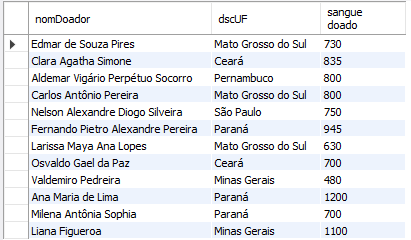 nomDoador dscUF sangue doado
Edmar de Souza Pires Mato Grosso do Sul 730
Clara Agatha Simone Ceará 835
Aldemar Vigário Perpétuo Socorro Pernambuco 800
Carlos Antônio Pereira Mato Grosso do Sul 800
Nelson Alexandre Diogo Silveira São Paulo 750
Fernando Pietro Alexandre Pereira Paraná 945
Larissa Maya Ana Lopes Mato Grosso do Sul 630
Osvaldo Gael da Paz Ceará 700
Valdemiro Pedreira Minas Gerais 480
Ana Maria de Lima Paraná 1200
Milena Antônia Sophia Paraná 700
Liana Figueroa Minas Gerais 1100